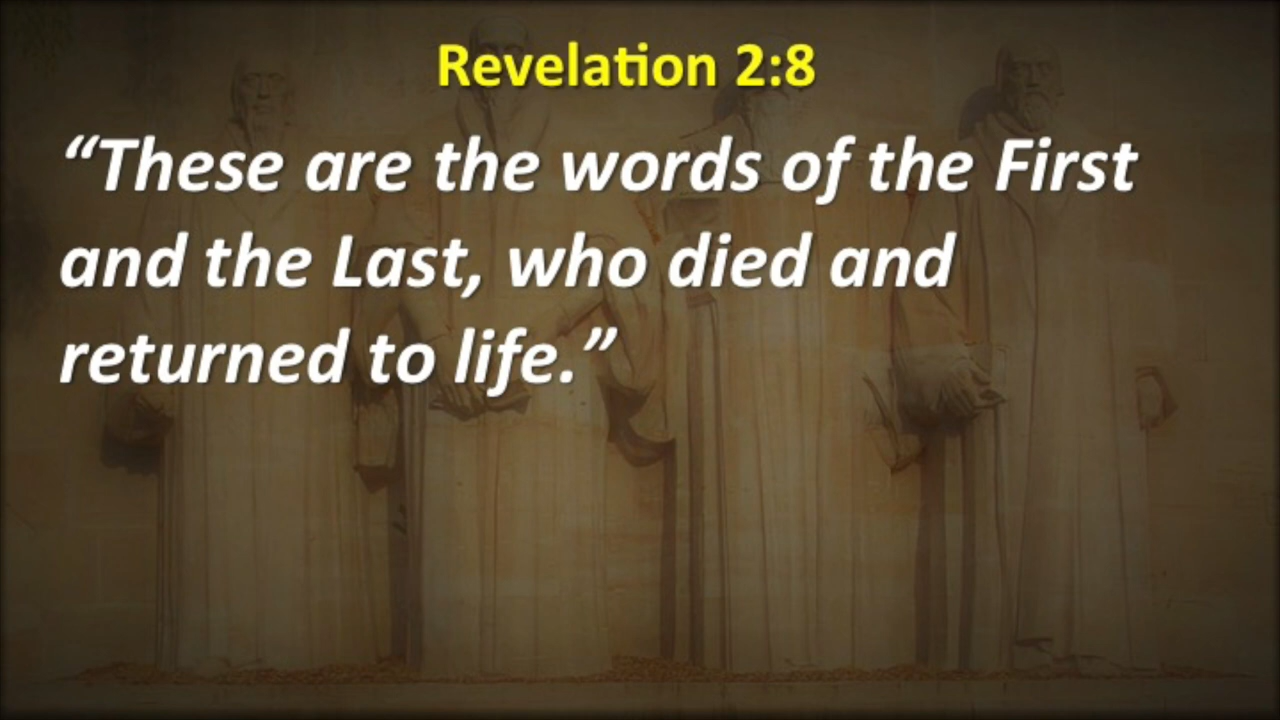 Revelation 2:8
“These are the words of the First
and the Last, who died and
returned to life.”